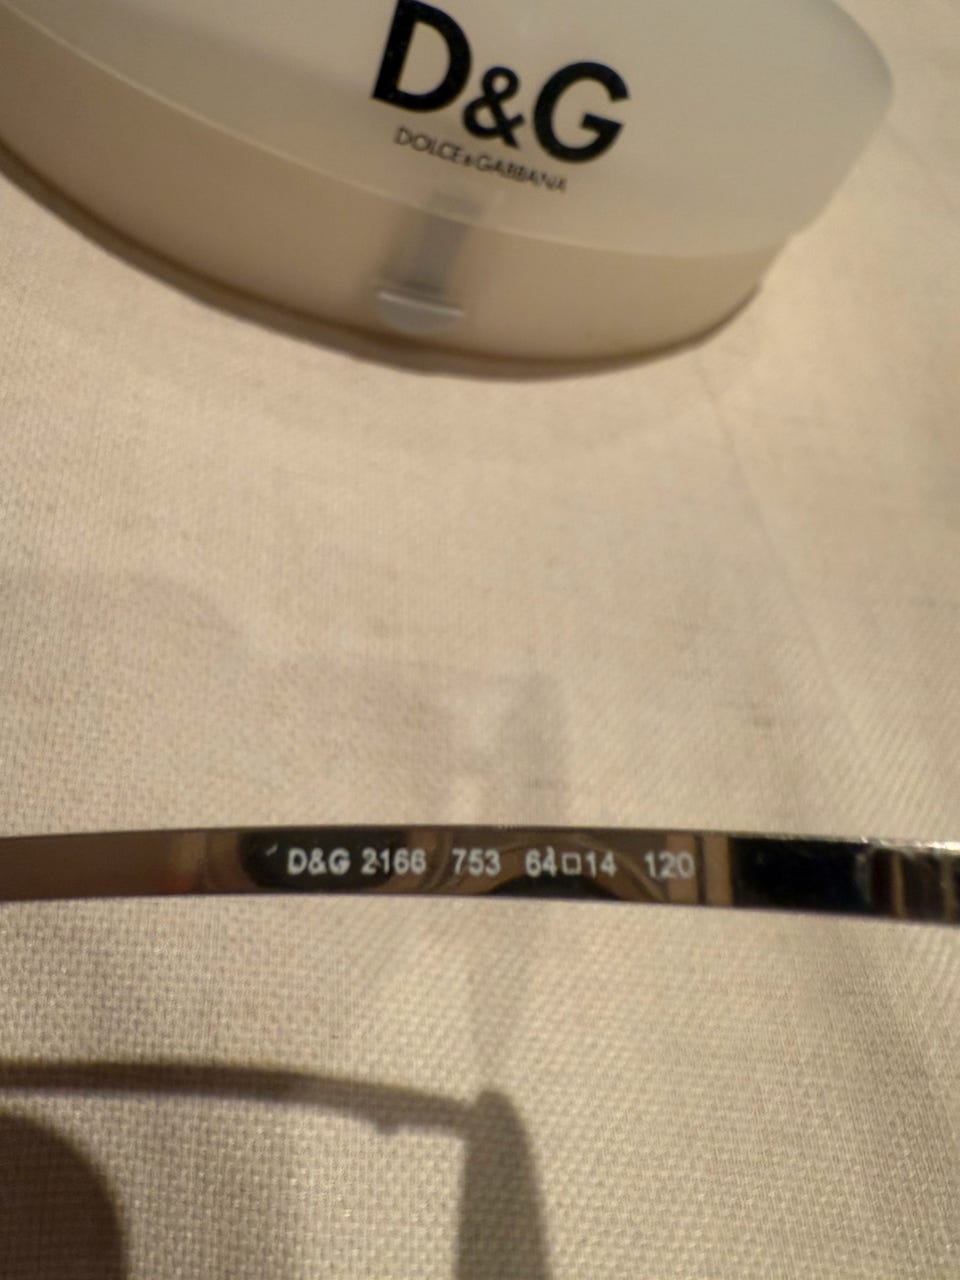 D&G
DOLCE & GABBANA
D&G 2166 753 64□14 120